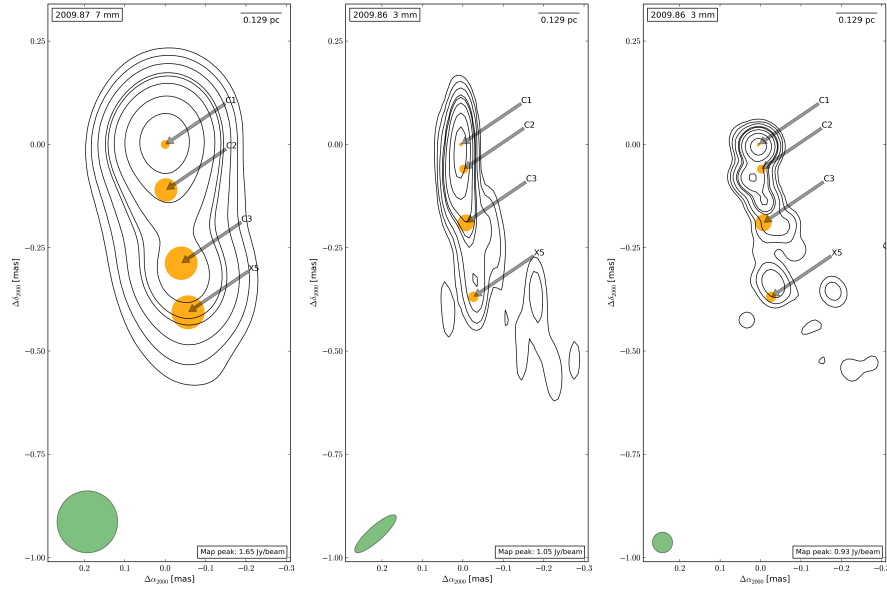 2009.87 7 mm
0.129 pc
C1
C2
C3
X5
0.25
0.00
−0.25
−0.50
−0.75
−1.00
Δδ2000 [mas]
0.2
0.1
0.0
−0.1
−0.2
−0.3
Δα2000 [mas]
Map peak: 1.65 Jy/beam
2009.86 3 mm
0.129 pc
C1
C2
C3
X5
0.25
0.00
−0.25
−0.50
−0.75
−1.00
Δδ2000 [mas]
0.2
0.1
0.0
−0.1
−0.2
−0.3
Δα2000 [mas]
Map peak: 1.05 Jy/beam
2009.86 3 mm
0.129 pc
C1
C2
C3
X5
0.25
0.00
−0.25
−0.50
−0.75
−1.00
Δδ2000 [mas]
0.2
0.1
0.0
−0.1
−0.2
−0.3
Δα2000 [mas]
Map peak: 0.93 Jy/beam